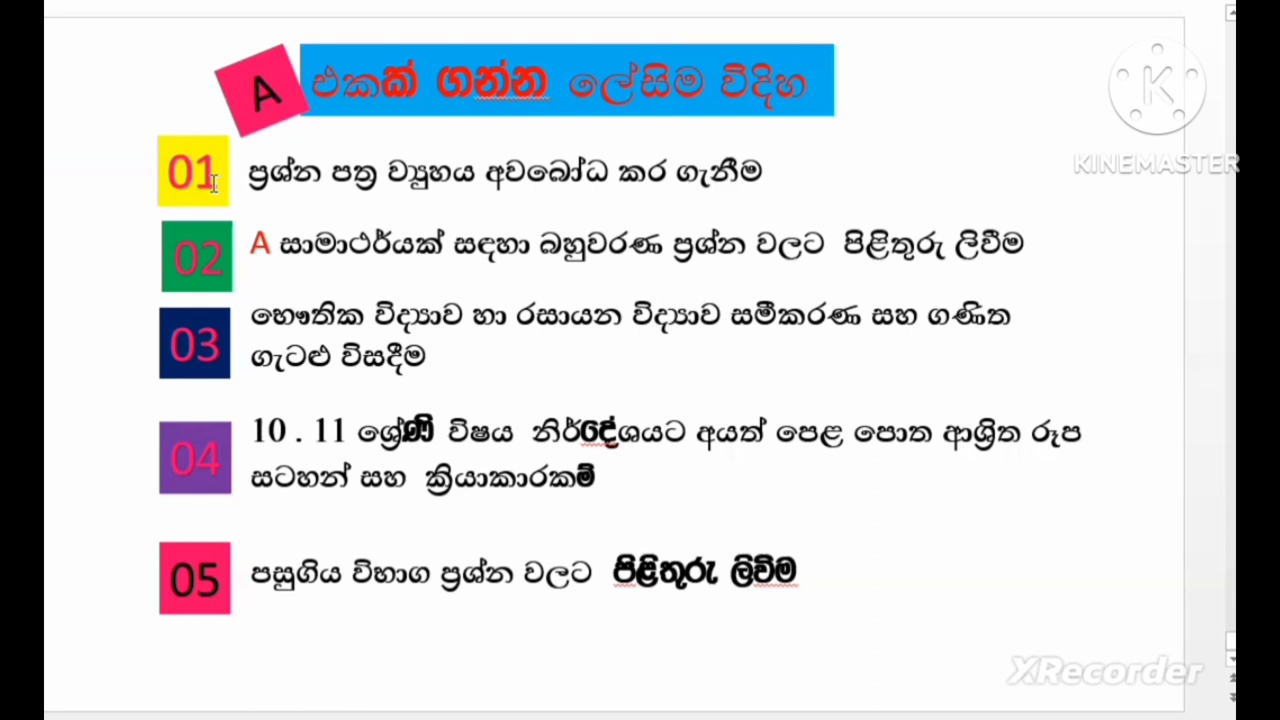 A එකක් ගන්න ලේසිම විදිහ
01 ප්‍රශ්න පත්‍ර ව්‍යුහය අවබෝධ කර ගැනීම
02 A සාමාර්ථයක් සඳහා බහුවරණ ප්‍රශ්න වලට පිළිතුරු ලිවීම
03 භෞතික විද්‍යාව හා රසායන විද්‍යාව සමීකරණ සහ ගණිත
ගැටළු විසදීම
04 10 . 11 ශ්‍රේණි විෂය නිර්දේශයට අයත් පෙළ පොත ආශ්‍රිත රූප
සටහන් සහ ක්‍රියාකාරකම්
05 පසුගිය විභාග ප්‍රශ්න වලට පිළිතුරු ලිවිම
K
KINEMASTER
XRecorder